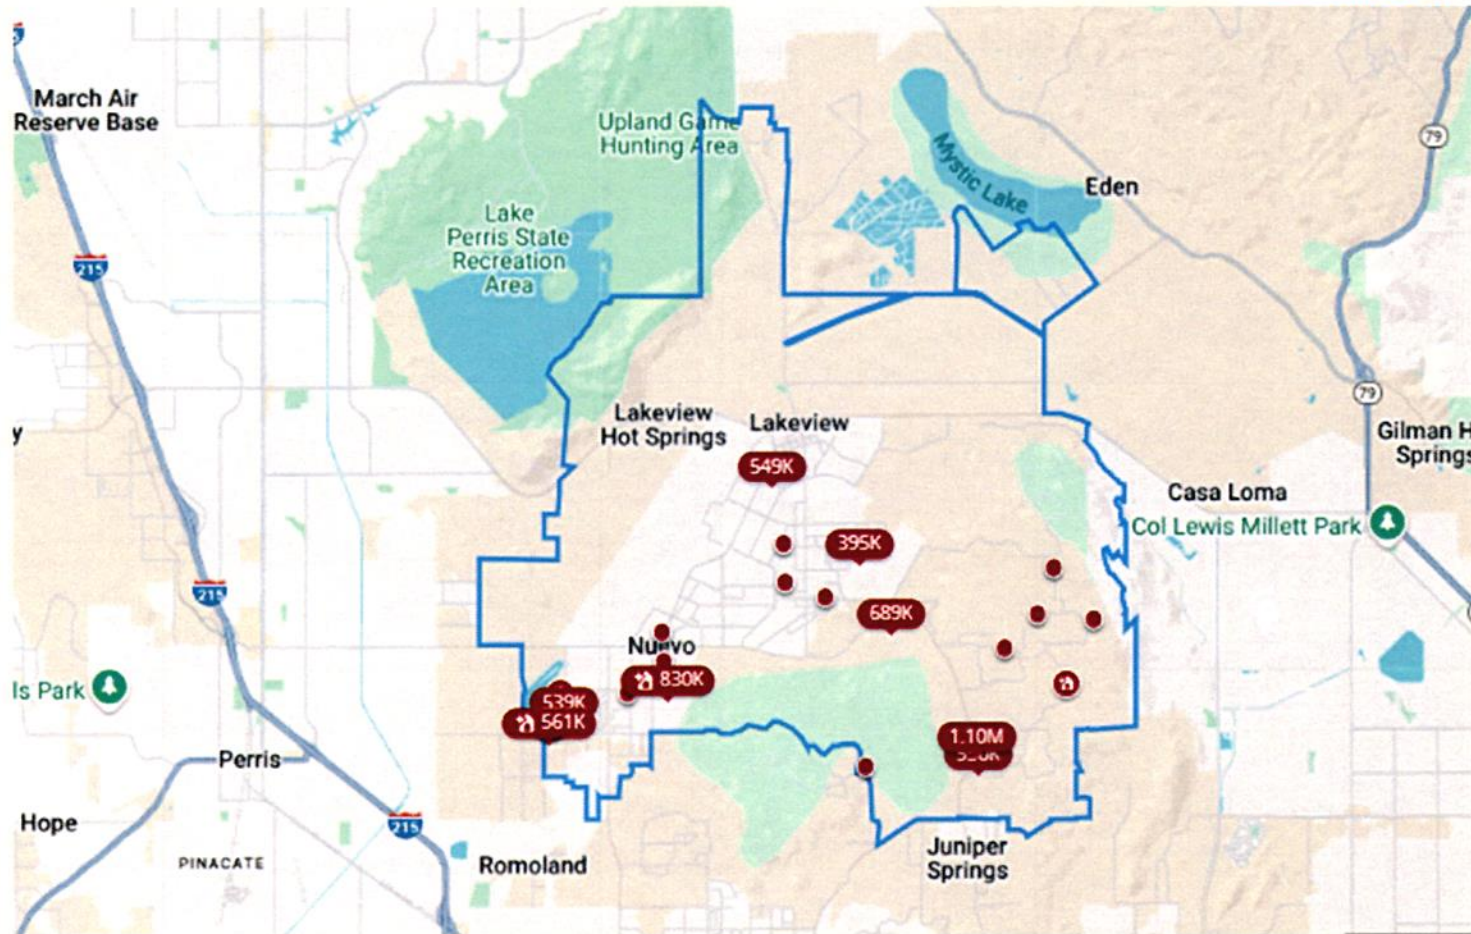 March Air
Reserve Base
Upland Game
Hunting Area
79
Mystic Lake
Eden
Lake
Perris State
Recreation
Area
215
79
Lakeview
Hot Springs
Lakeview
y
Gilman H
Springs
549K
Casa Loma
Col Lewis Millett Park
395K
215
689K
Nuevo
830K
ls Park
539K
561K
1.10M
Perris
Hope
215
PINACATE
Romoland
Juniper
Springs